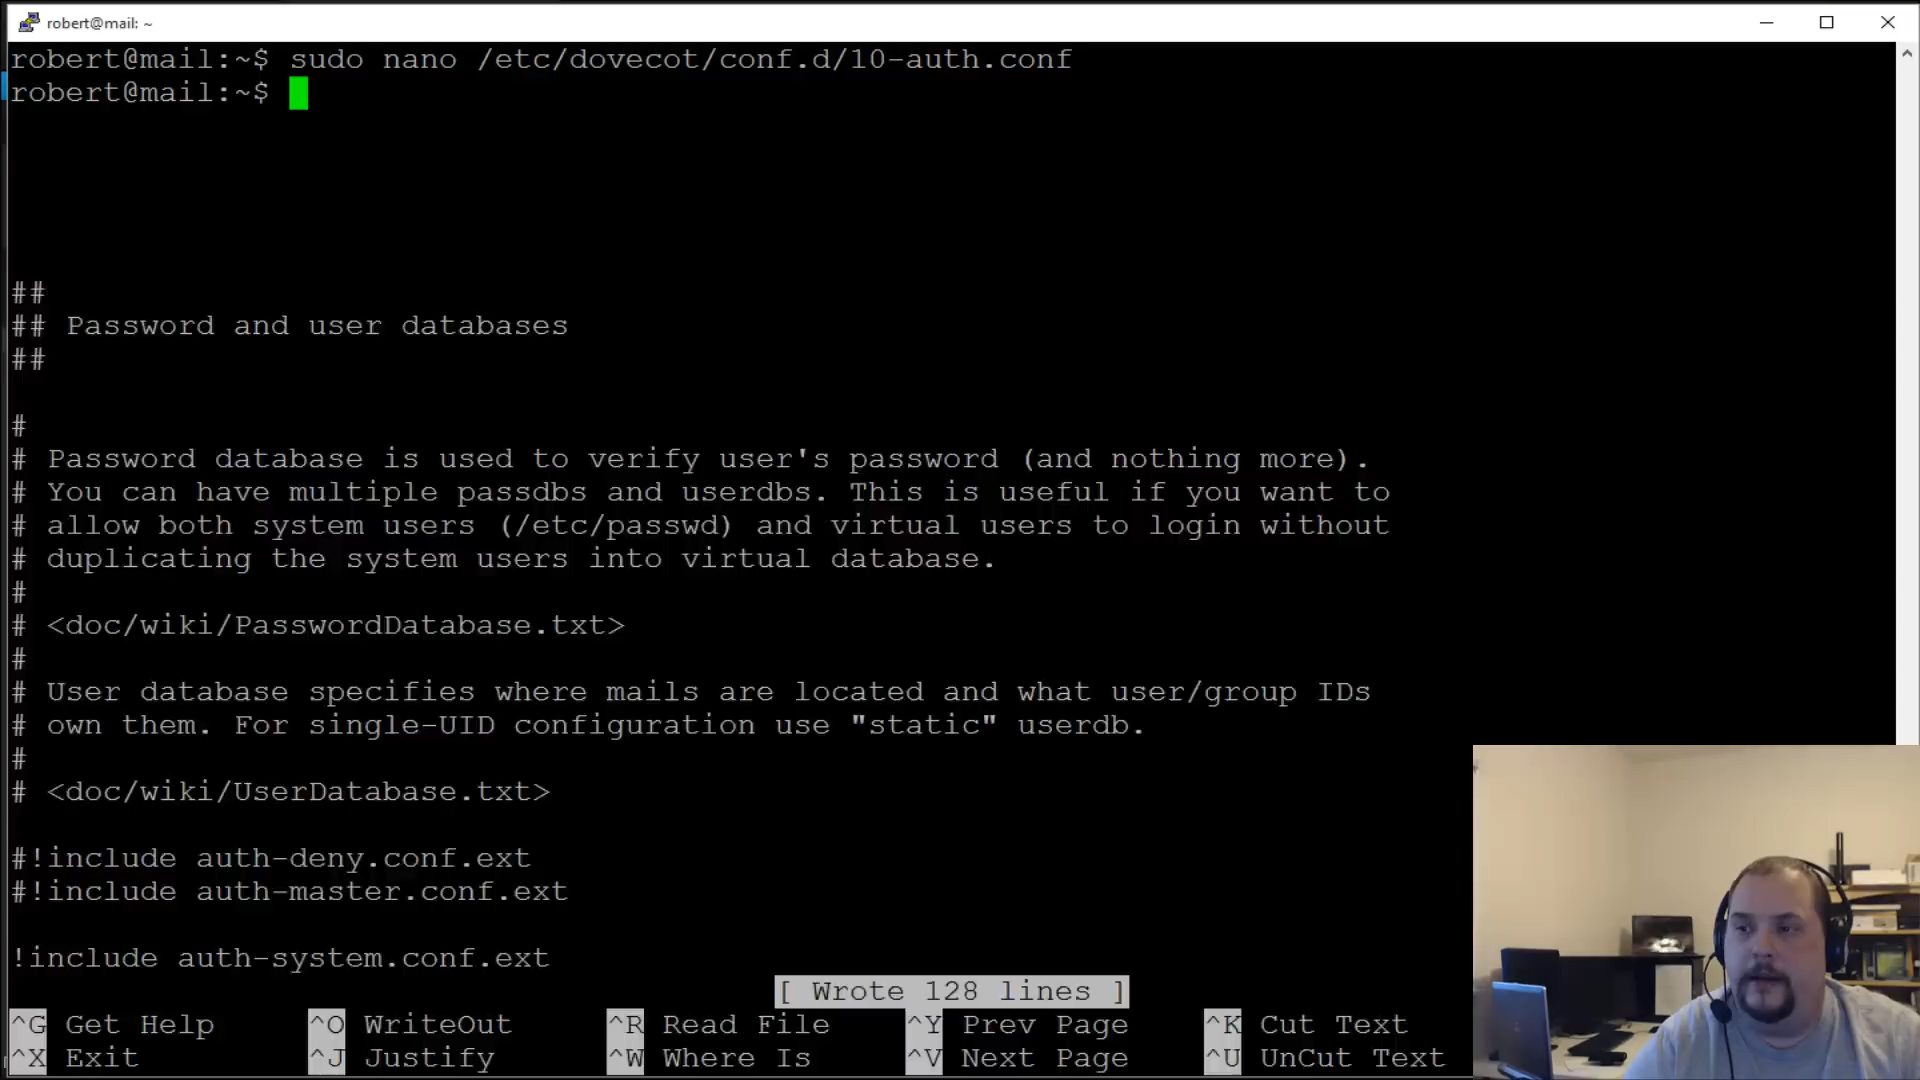 robert@mail: ~
robert@mail:~$ sudo nano /etc/dovecot/conf.d/10-auth.conf
robert@mail:~$
##
## Password and user databases
##
#
# Password database is used to verify user's password (and nothing more).
# You can have multiple passdbs and userdbs. This is useful if you want to
# allow both system users (/etc/passwd) and virtual users to login without
# duplicating the system users into virtual database.
#
# <doc/wiki/PasswordDatabase.txt>
#
# User database specifies where mails are located and what user/group IDs
# own them. For single-UID configuration use "static" userdb.
#
# <doc/wiki/UserDatabase.txt>
#!include auth-deny.conf.ext
#!include auth-master.conf.ext
!include auth-system.conf.ext
[ Wrote 128 lines ]
^G Get Help ^O WriteOut ^R Read File ^Y Prev Page ^K Cut Text
^X Exit ^J Justify ^W Where Is ^V Next Page ^U UnCut Text